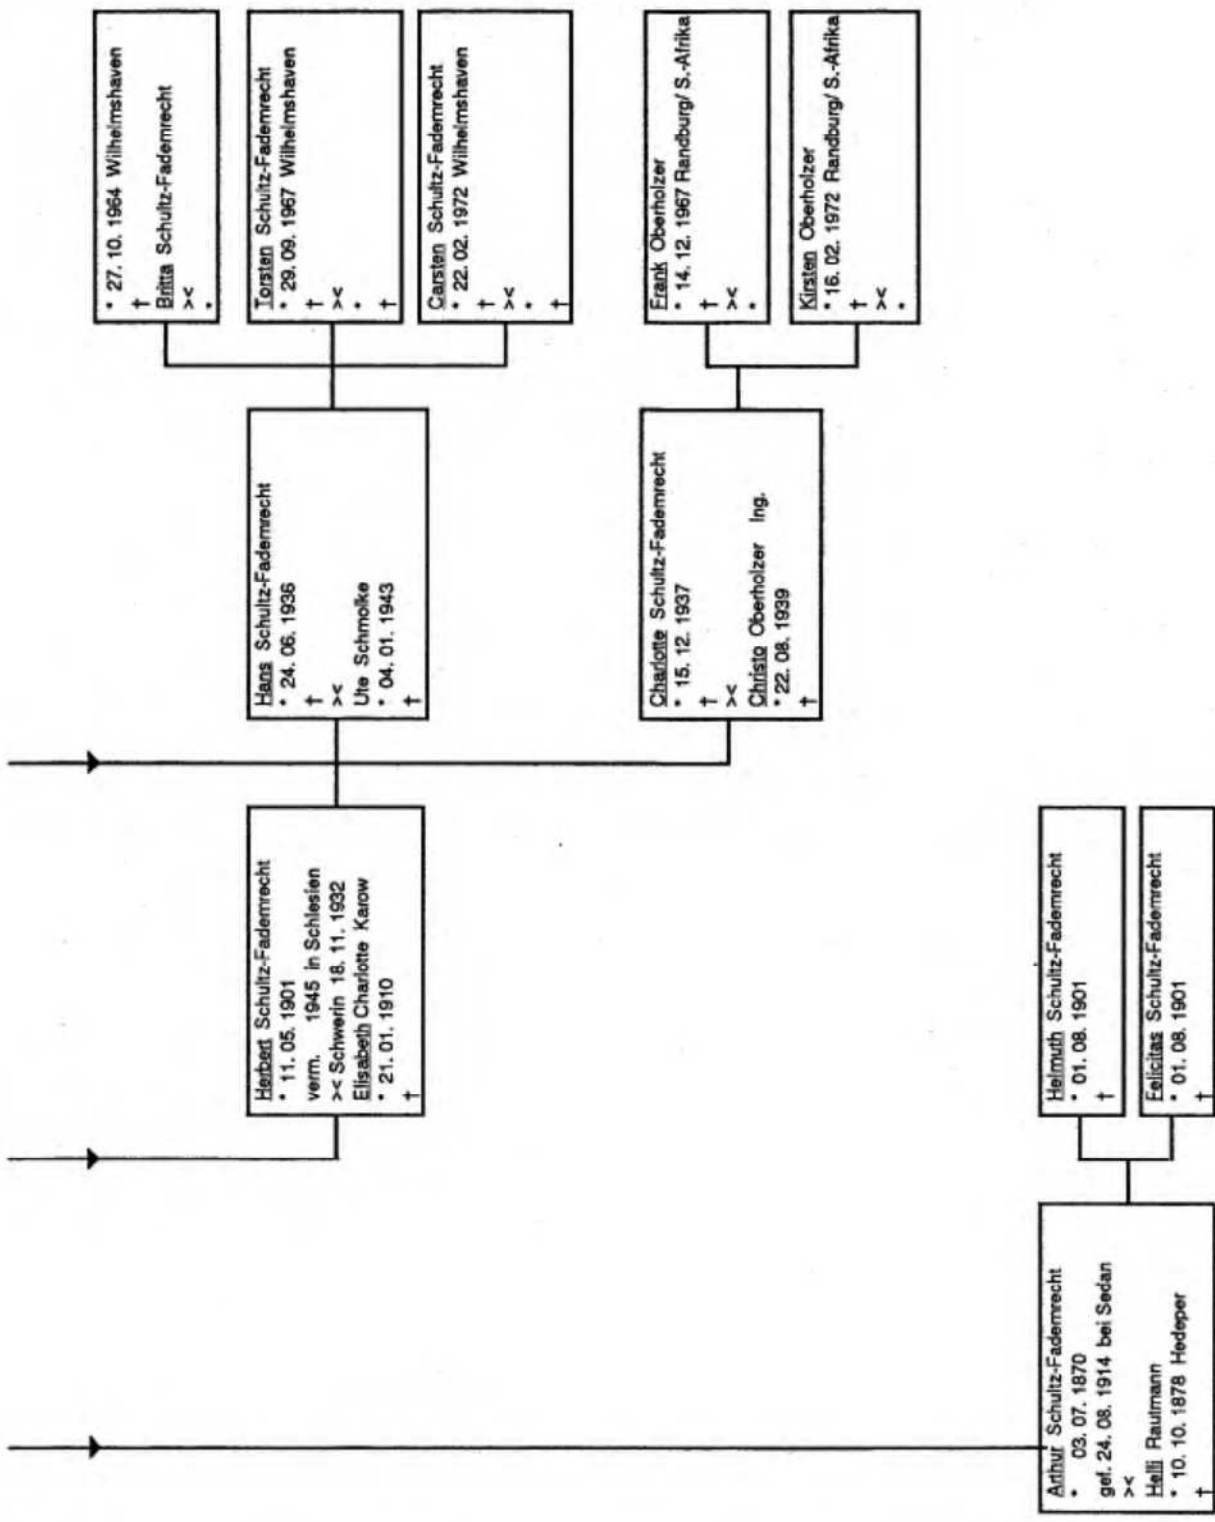 * 27. 10. 1964 Wilhelmshaven
†
Britta Schultz-Fademrecht
><
*
Torsten Schultz-Fademrecht
* 29. 09. 1967 Wilhelmshaven
†
><
*
†
Carsten Schultz-Fademrecht
* 22. 02. 1972 Wilhelmshaven
†
><
*
†
Frank Oberholzer
* 14. 12. 1967 Randburg/ S.-Afrika
†
><
*
Kirsten Oberholzer
* 16. 02. 1972 Randburg/ S.-Afrika
†
><
*
Hans Schultz-Fademrecht
* 24. 06. 1936
†
><
Ute Schmolke
* 04. 01. 1943
†
Charlotte Schultz-Fademrecht
* 15. 12. 1937
†
><
Christo Oberholzer Ing.
* 22. 08. 1939
†
Herbert Schultz-Fademrecht
* 11. 05. 1901
verm. 1945 in Schlesien
>< Schwerin 18. 11. 1932
Elisabeth Charlotte Karow
* 21. 01. 1910
†
Helmuth Schultz-Fademrecht
* 01. 08. 1901
†
Felicitas Schultz-Fademrecht
* 01. 08. 1901
†
Arthur Schultz-Fademrecht
* 03. 07. 1870
gef. 24. 08. 1914 bei Sedan
><
Helli Rautmann
* 10. 10. 1878 Hedeper
†